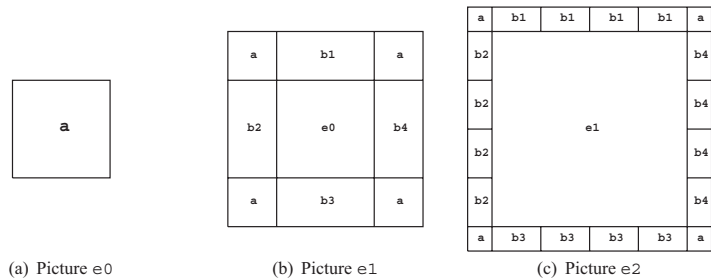 a
(a) Picture e0
a b1 a
b2 e0 b4
a b3 a
(b) Picture e1
a b1 b1 b1 b1 a
b2 b4
b2 b4
e1
b2 b4
b2 b4
a b3 b3 b3 b3 a
(c) Picture e2